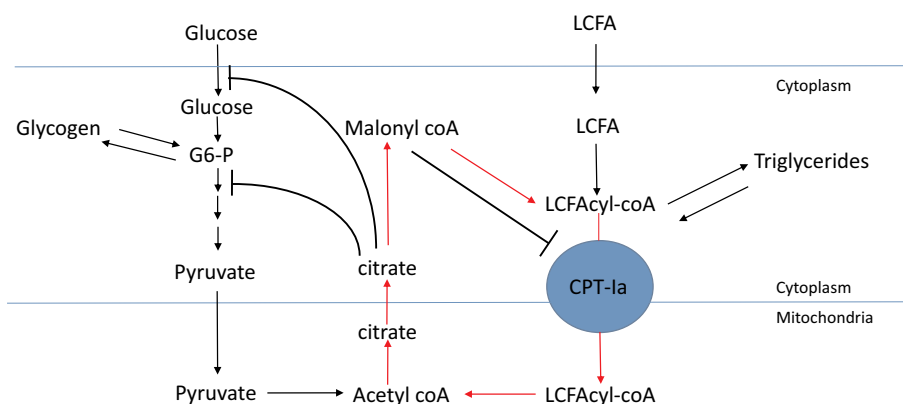 Glucose
LCFA
Cytoplasm
Glucose
Glycogen
Malonyl coA
LCFA
G6-P
Triglycerides
LCFAcyl-coA
Pyruvate
citrate
CPT-Ia
Cytoplasm
Mitochondria
citrate
Pyruvate
Acetyl coA
LCFAcyl-coA